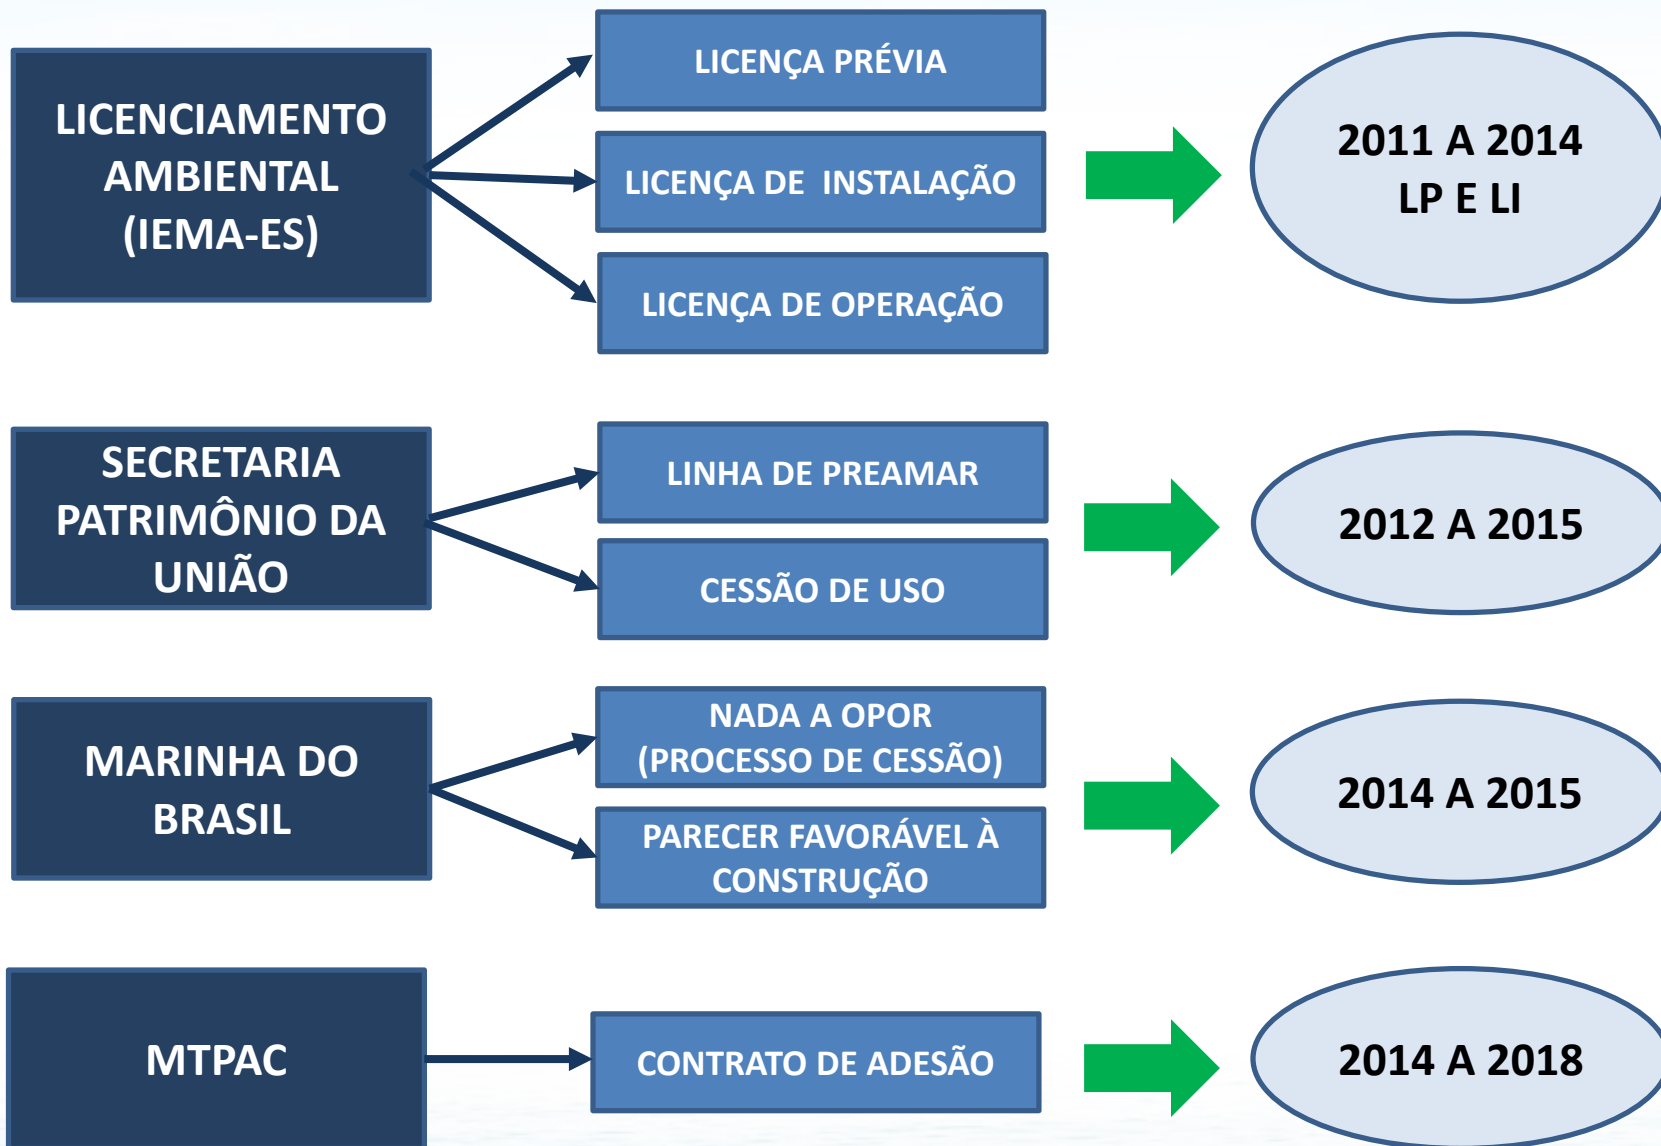 LICENCIAMENTO
AMBIENTAL
(IEMA-ES)
LICENÇA PRÉVIA
LICENÇA DE INSTALAÇÃO
LICENÇA DE OPERAÇÃO
2011 A 2014
LP E LI
SECRETARIA
PATRIMÔNIO DA
UNIÃO
LINHA DE PREAMAR
CESSÃO DE USO
2012 A 2015
MARINHA DO
BRASIL
NADA A OPOR
(PROCESSO DE CESSÃO)
PARECER FAVORÁVEL À
CONSTRUÇÃO
2014 A 2015
MTPAC
CONTRATO DE ADESÃO
2014 A 2018